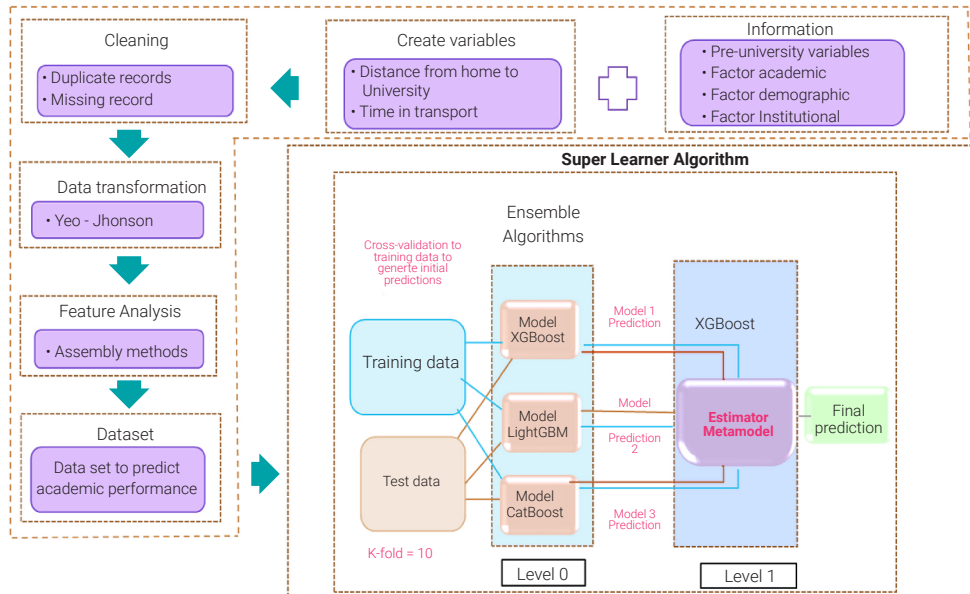 Cleaning
• Duplicate records
• Missing record
Create variables
• Distance from home to
University
• Time in transport
Information
• Pre-university variables
• Factor academic
• Factor demographic
• Factor Institutional
Data transformation
• Yeo - Jhonson
Feature Analysis
• Assembly methods
Dataset
Data set to predict
academic performance
Super Learner Algorithm
Ensemble
Algorithms
Cross-validation to
training data to
generte initial
predictions
Training data
Test data
K-fold = 10
Model
XGBoost
Model
LightGBM
Model
CatBoost
Level 0
Model 1
Prediction
Model
Prediction
2
Model 3
Prediction
XGBoost
Estimator
Metamodel
Level 1
Final
prediction